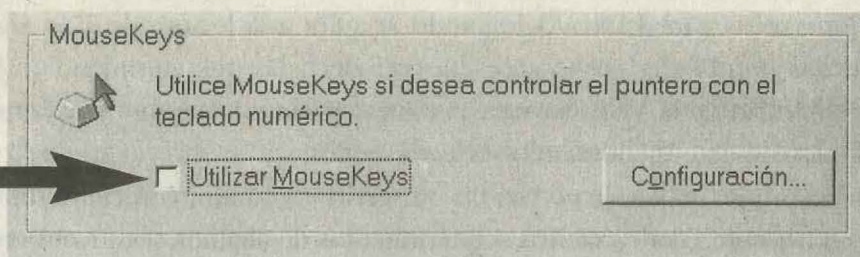 MouseKeys
Utilice MouseKeys si desea controlar el puntero con el
teclado numérico.
Utilizar MouseKeys
Configuración...